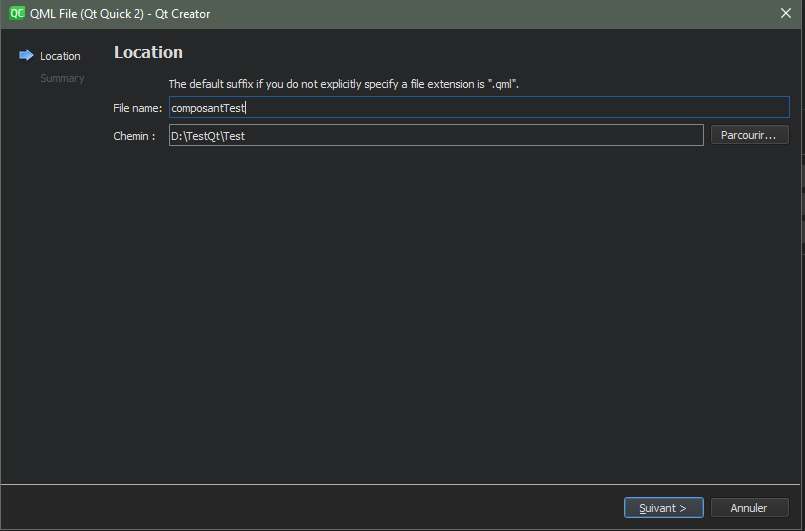 QC QML File (Qt Quick 2) - Qt Creator
Location
Summary
Location
The default suffix if you do not explicitly specify a file extension is ".qml".
File name: composantTest
Chemin : D:\TestQt\Test Parcourir...
Suivant > Annuler